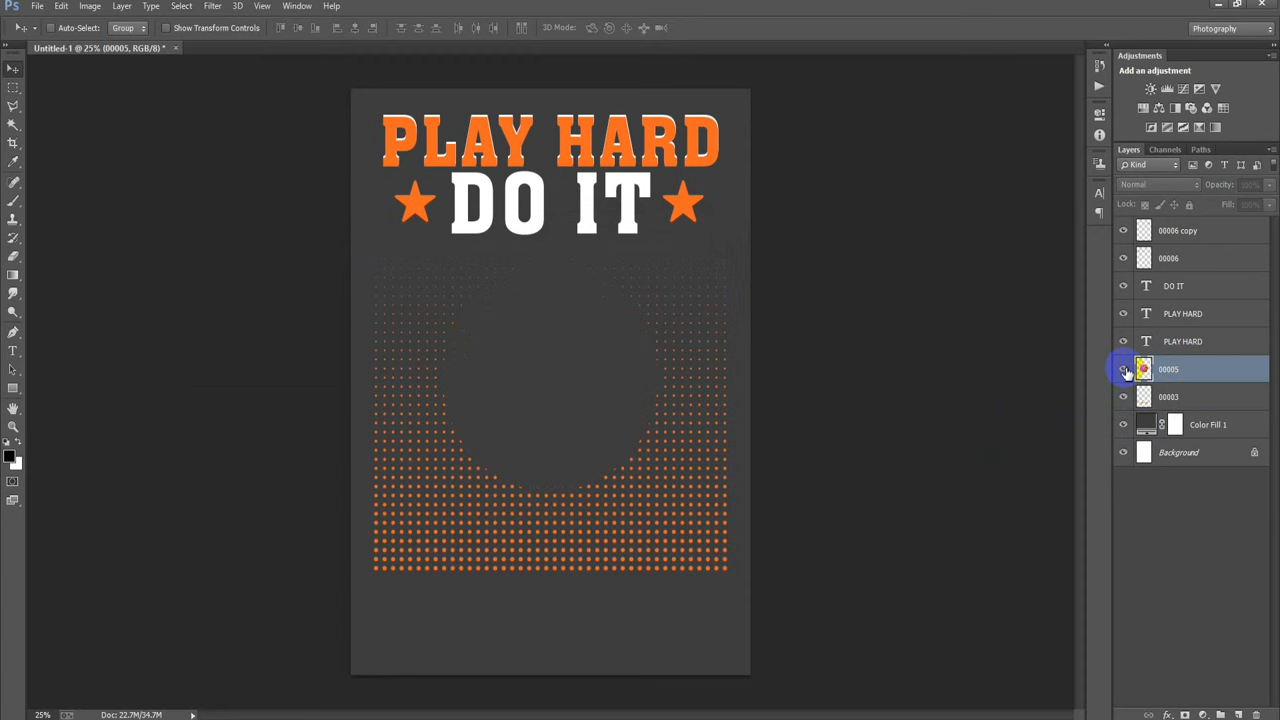 Ps File Edit Image Layer Type Select Filter 3D View Window Help
Auto-Select: Group Show Transform Controls 3D Mode: Photography
Untitled-1 @ 25% (00005, RGB/8) * ×
PLAY HARD
DO IT
Adjustments
Add an adjustment
Layers Channels Paths
Kind
Normal Opacity: 100%
Lock: Fill: 100%
00006 copy
00006
T DO IT
T PLAY HARD
T PLAY HARD
00005
00003
Color Fill 1
Background
25% Doc: 22.7M/34.7M